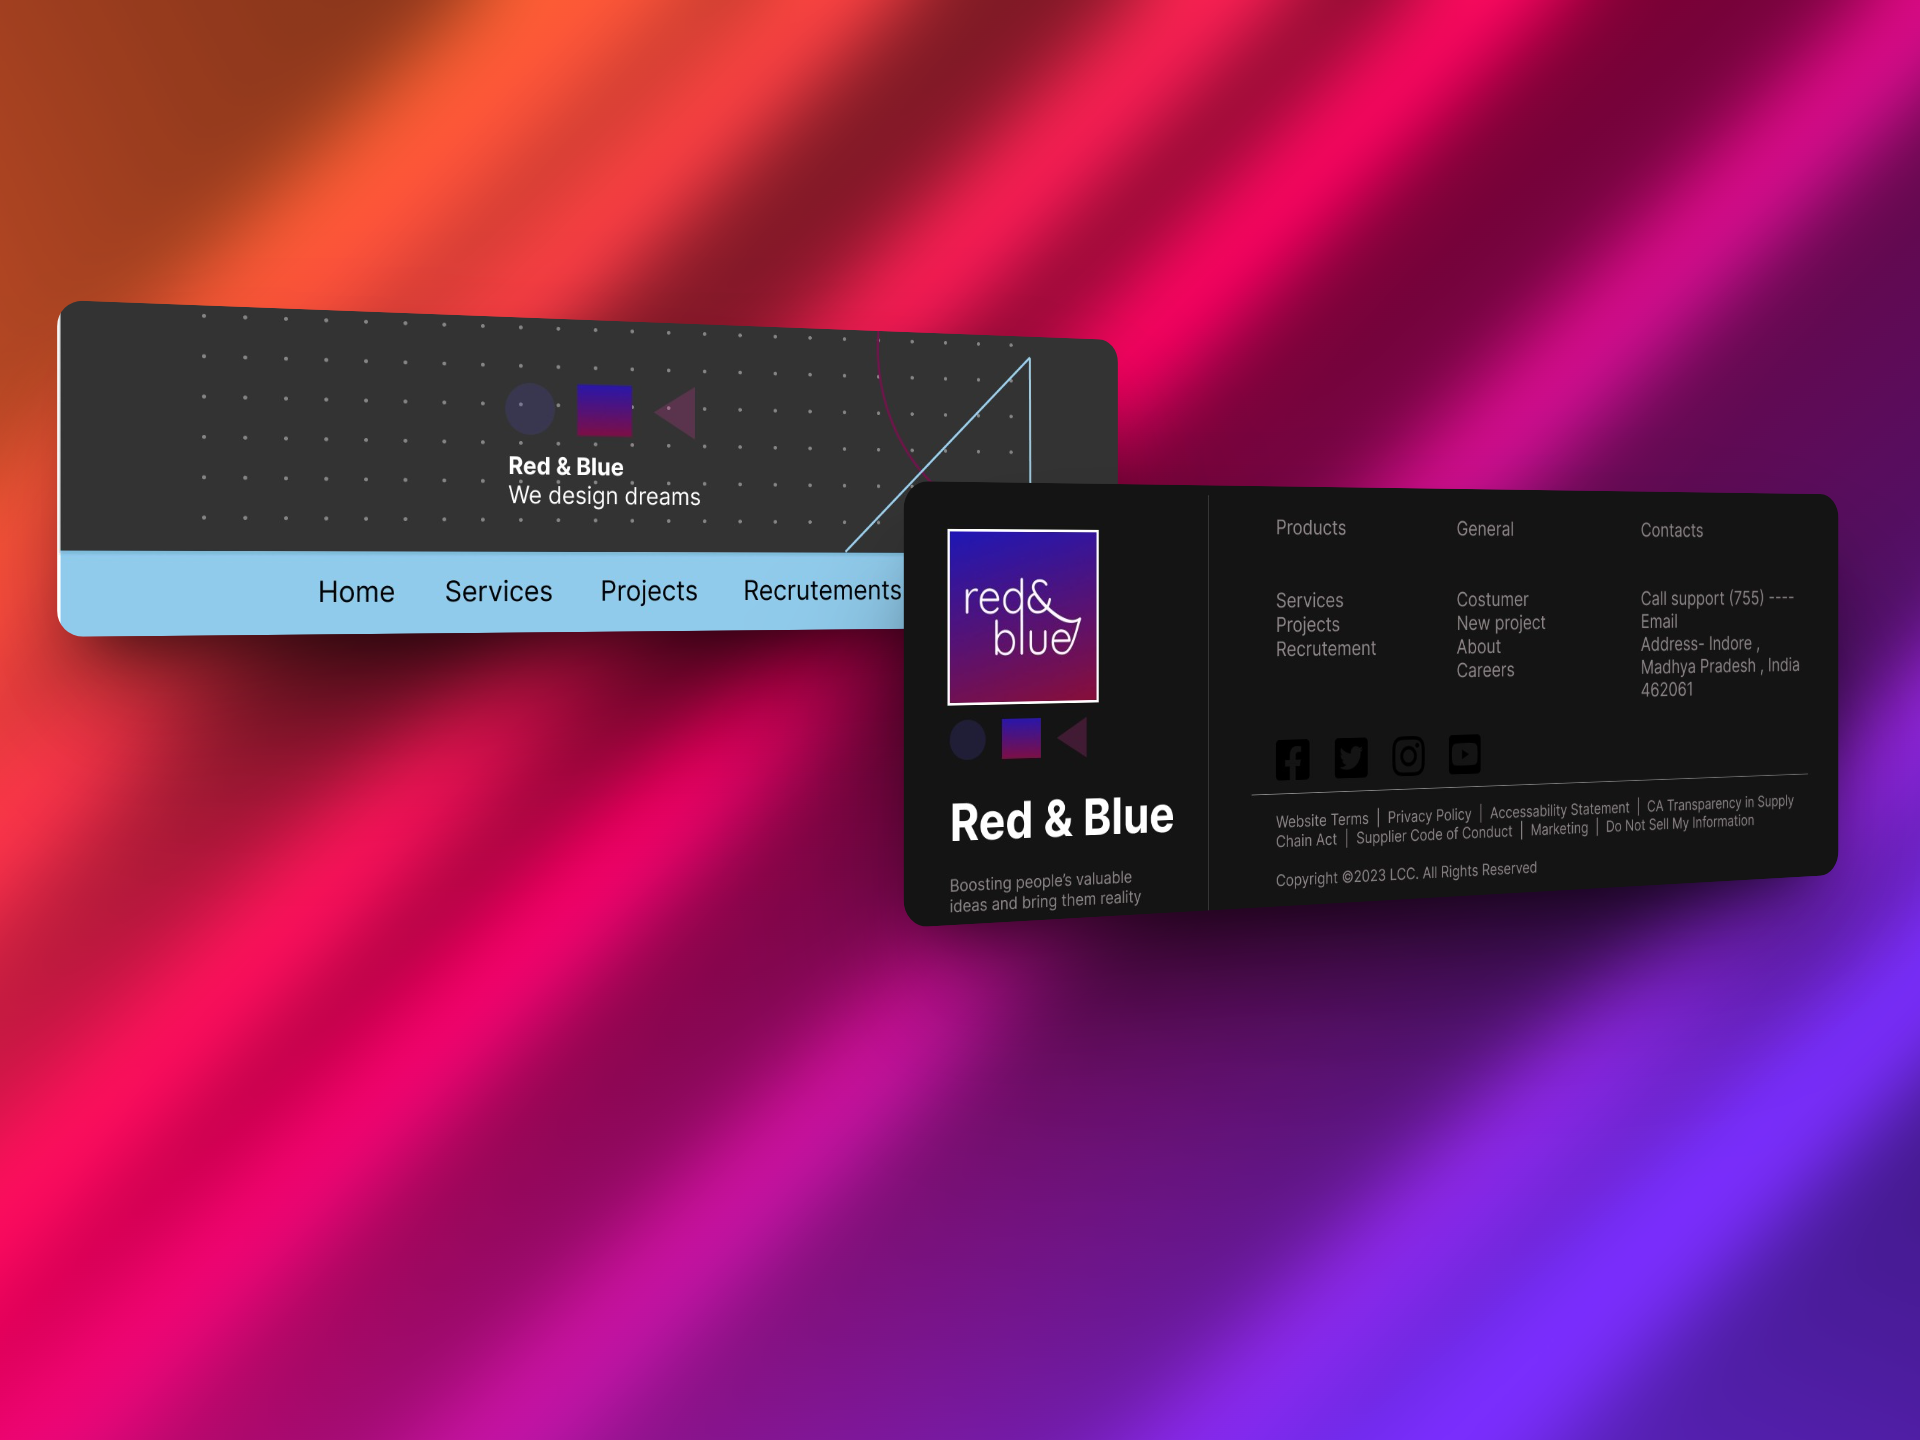 Red & Blue
We design dreams
Home Services Projects Recrutements
red&
blue
Red & Blue
Boosting people's valuable
ideas and bring them reality
Products
Services
Projects
Recrutement
General
Costumer
New project
About
Careers
Contacts
Call support (755) ----
Email
Address- Indore ,
Madhya Pradesh , India
462061
Website Terms | Privacy Policy | Accessability Statement | CA Transparency in Supply
Chain Act | Supplier Code of Conduct | Marketing | Do Not Sell My Information
Copyright ©2023 LCC. All Rights Reserved